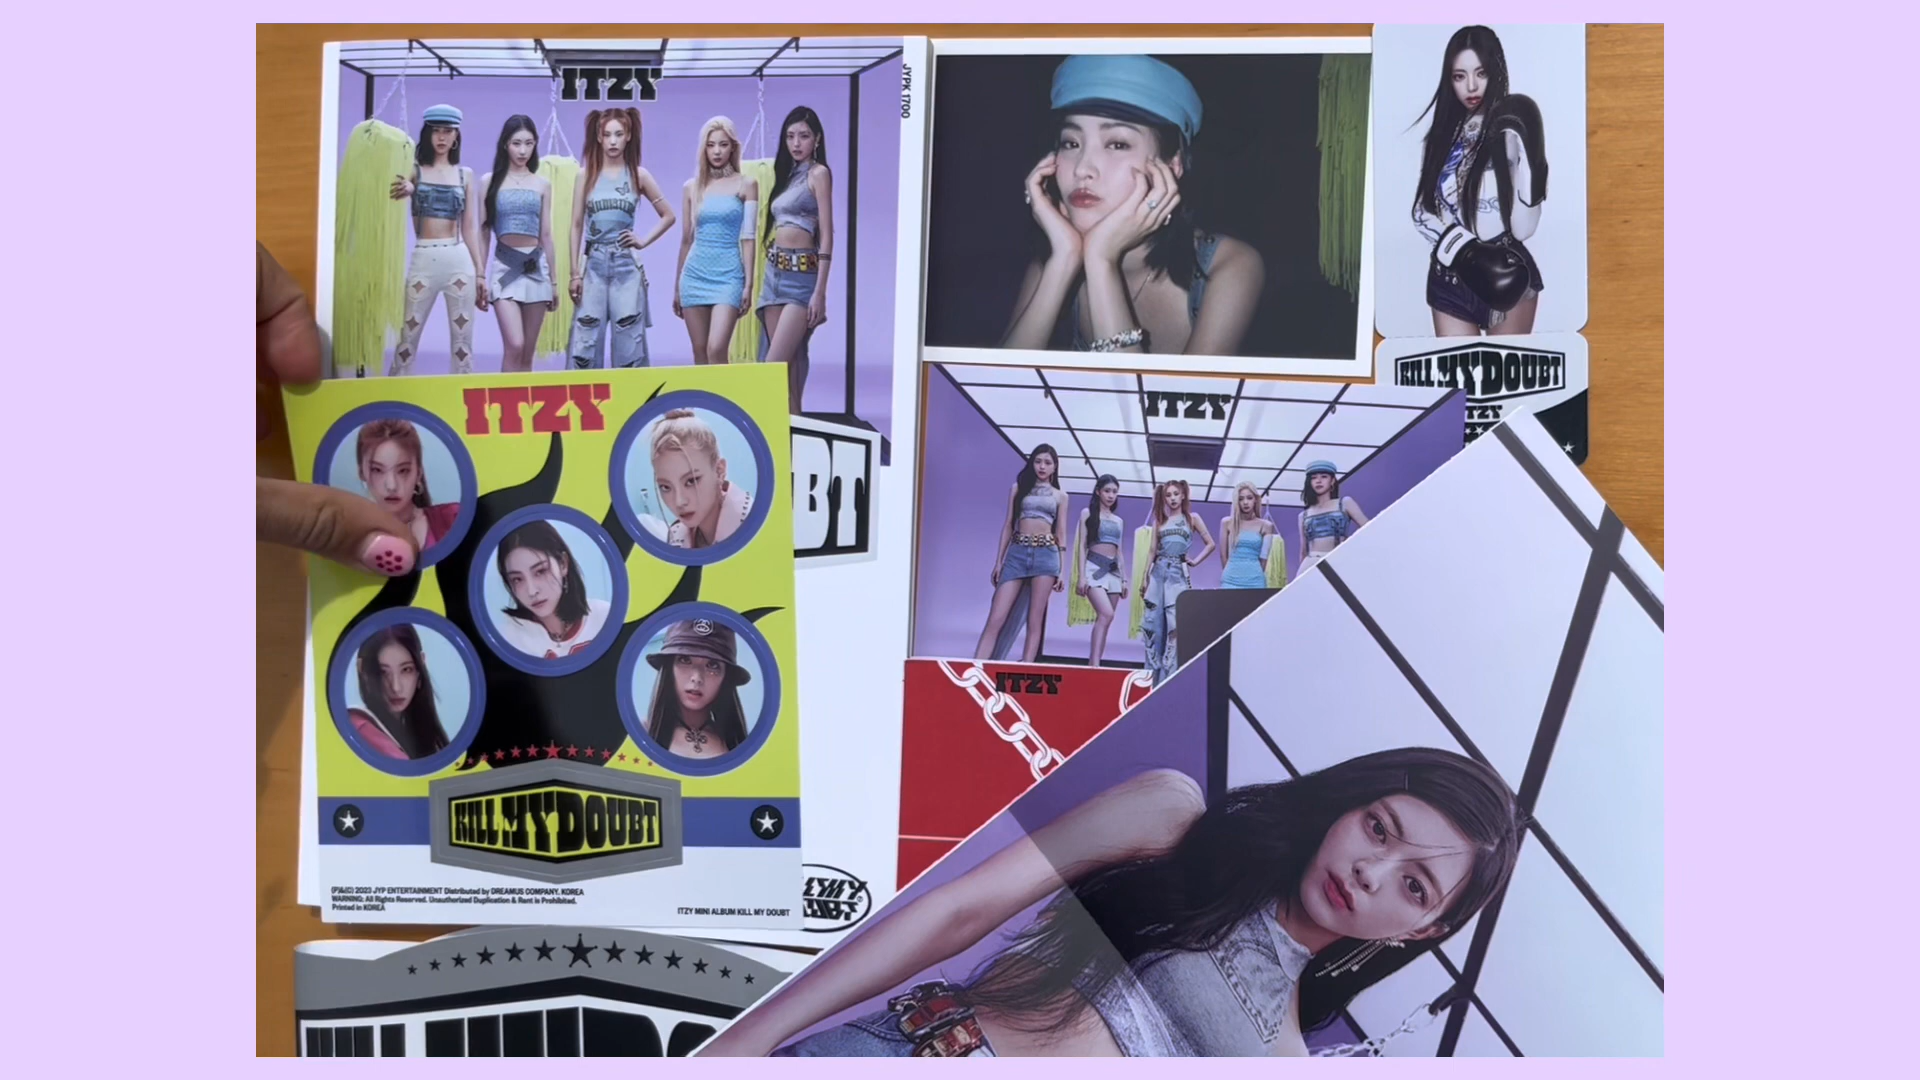 ITZY
JYPK 1700
ITZY
KILL MY DOUBT
(P)&(C) 2023 JYP ENTERTAINMENT Distributed by DREAMUS COMPANY. KOREA
WARNING: All Rights Reserved. Unauthorized Duplication & Rent is Prohibited.
Printed in KOREA
ITZY MINI ALBUM KILL MY DOUBT
BT
KILL MY DOUBT
ITZY
ITZY
ITZY